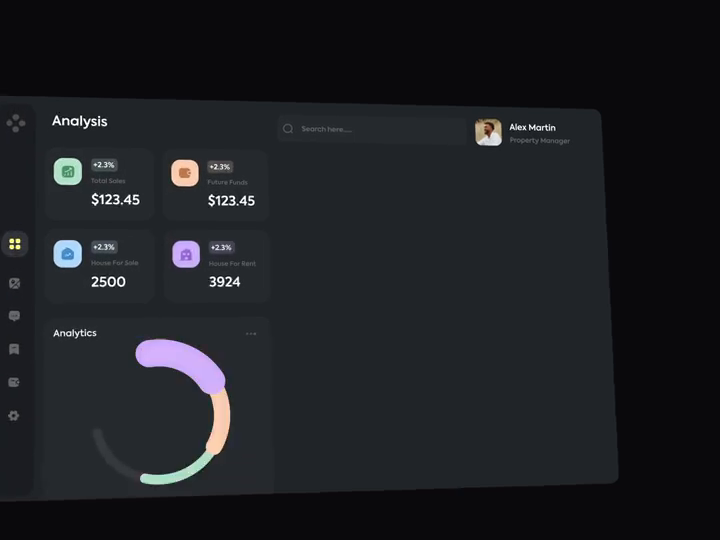 Analysis
Search here....
Alex Martin
Property Manager
+2.3%
Total Sales
$123.45
+2.3%
Future Funds
$123.45
+2.3%
House For Sale
2500
+2.3%
House For Rent
3924
Analytics